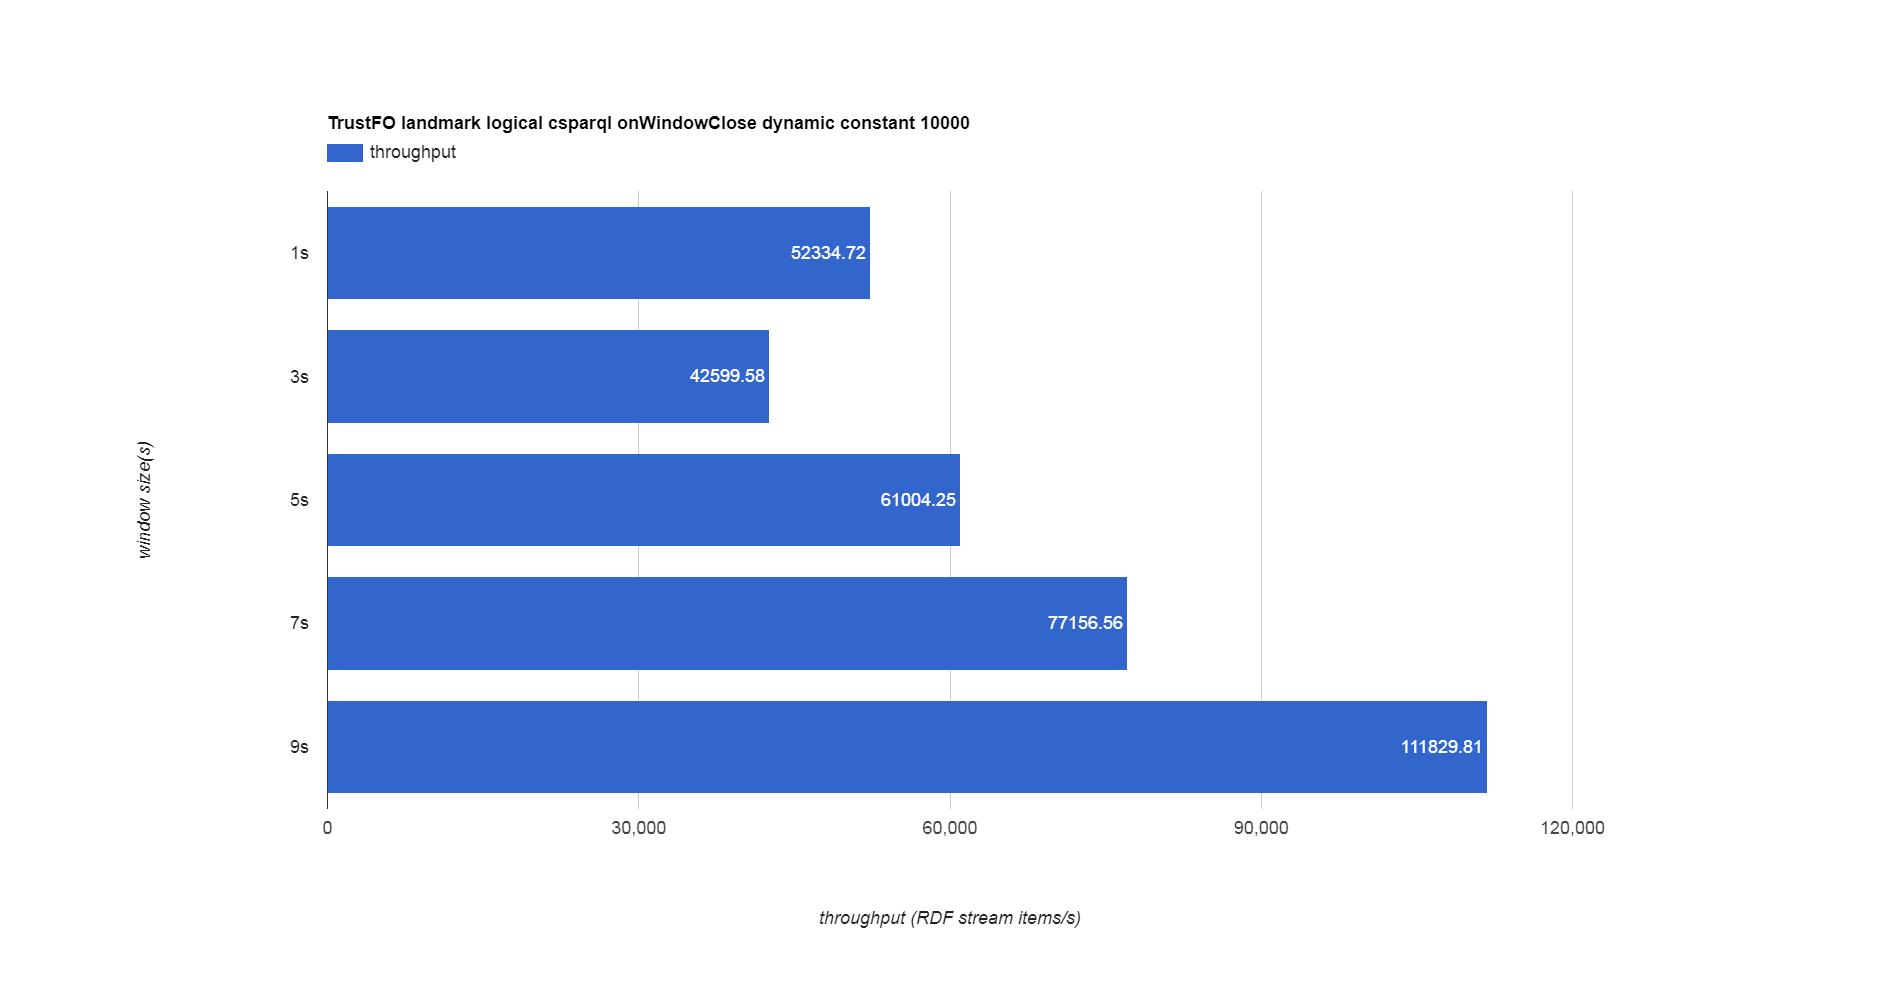 TrustFO landmark logical csparql onWindowClose dynamic constant 10000
throughput
1s
52334.72
3s
42599.58
5s
61004.25
7s
77156.56
9s
111829.81
0
30,000
60,000
90,000
120,000
window size(s)
throughput (RDF stream items/s)